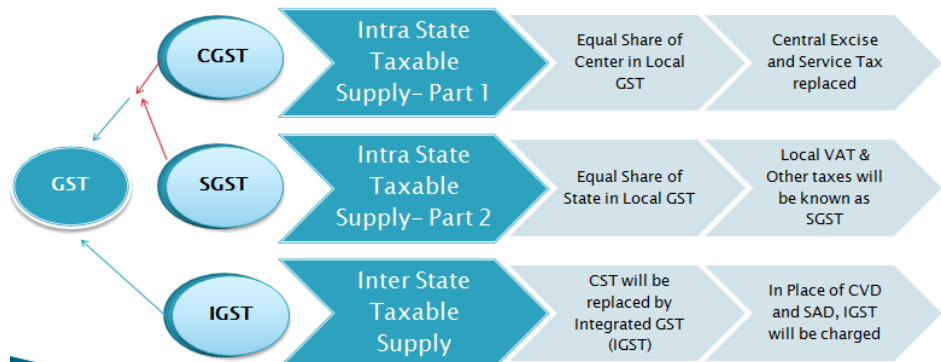 CGST
Intra State
Taxable
Supply– Part 1
Equal Share of
Center in Local
GST
Central Excise
and Service Tax
replaced
GST
SGST
Intra State
Taxable
Supply– Part 2
Equal Share of
State in Local GST
Local VAT &
Other taxes will
be known as
SGST
IGST
Inter State
Taxable
Supply
CST will be
replaced by
Integrated GST
(IGST)
In Place of CVD
and SAD, IGST
will be charged